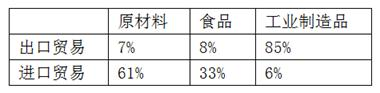 原材料 食品 工业制造品
出口贸易 7% 8% 85%
进口贸易 61% 33% 6%